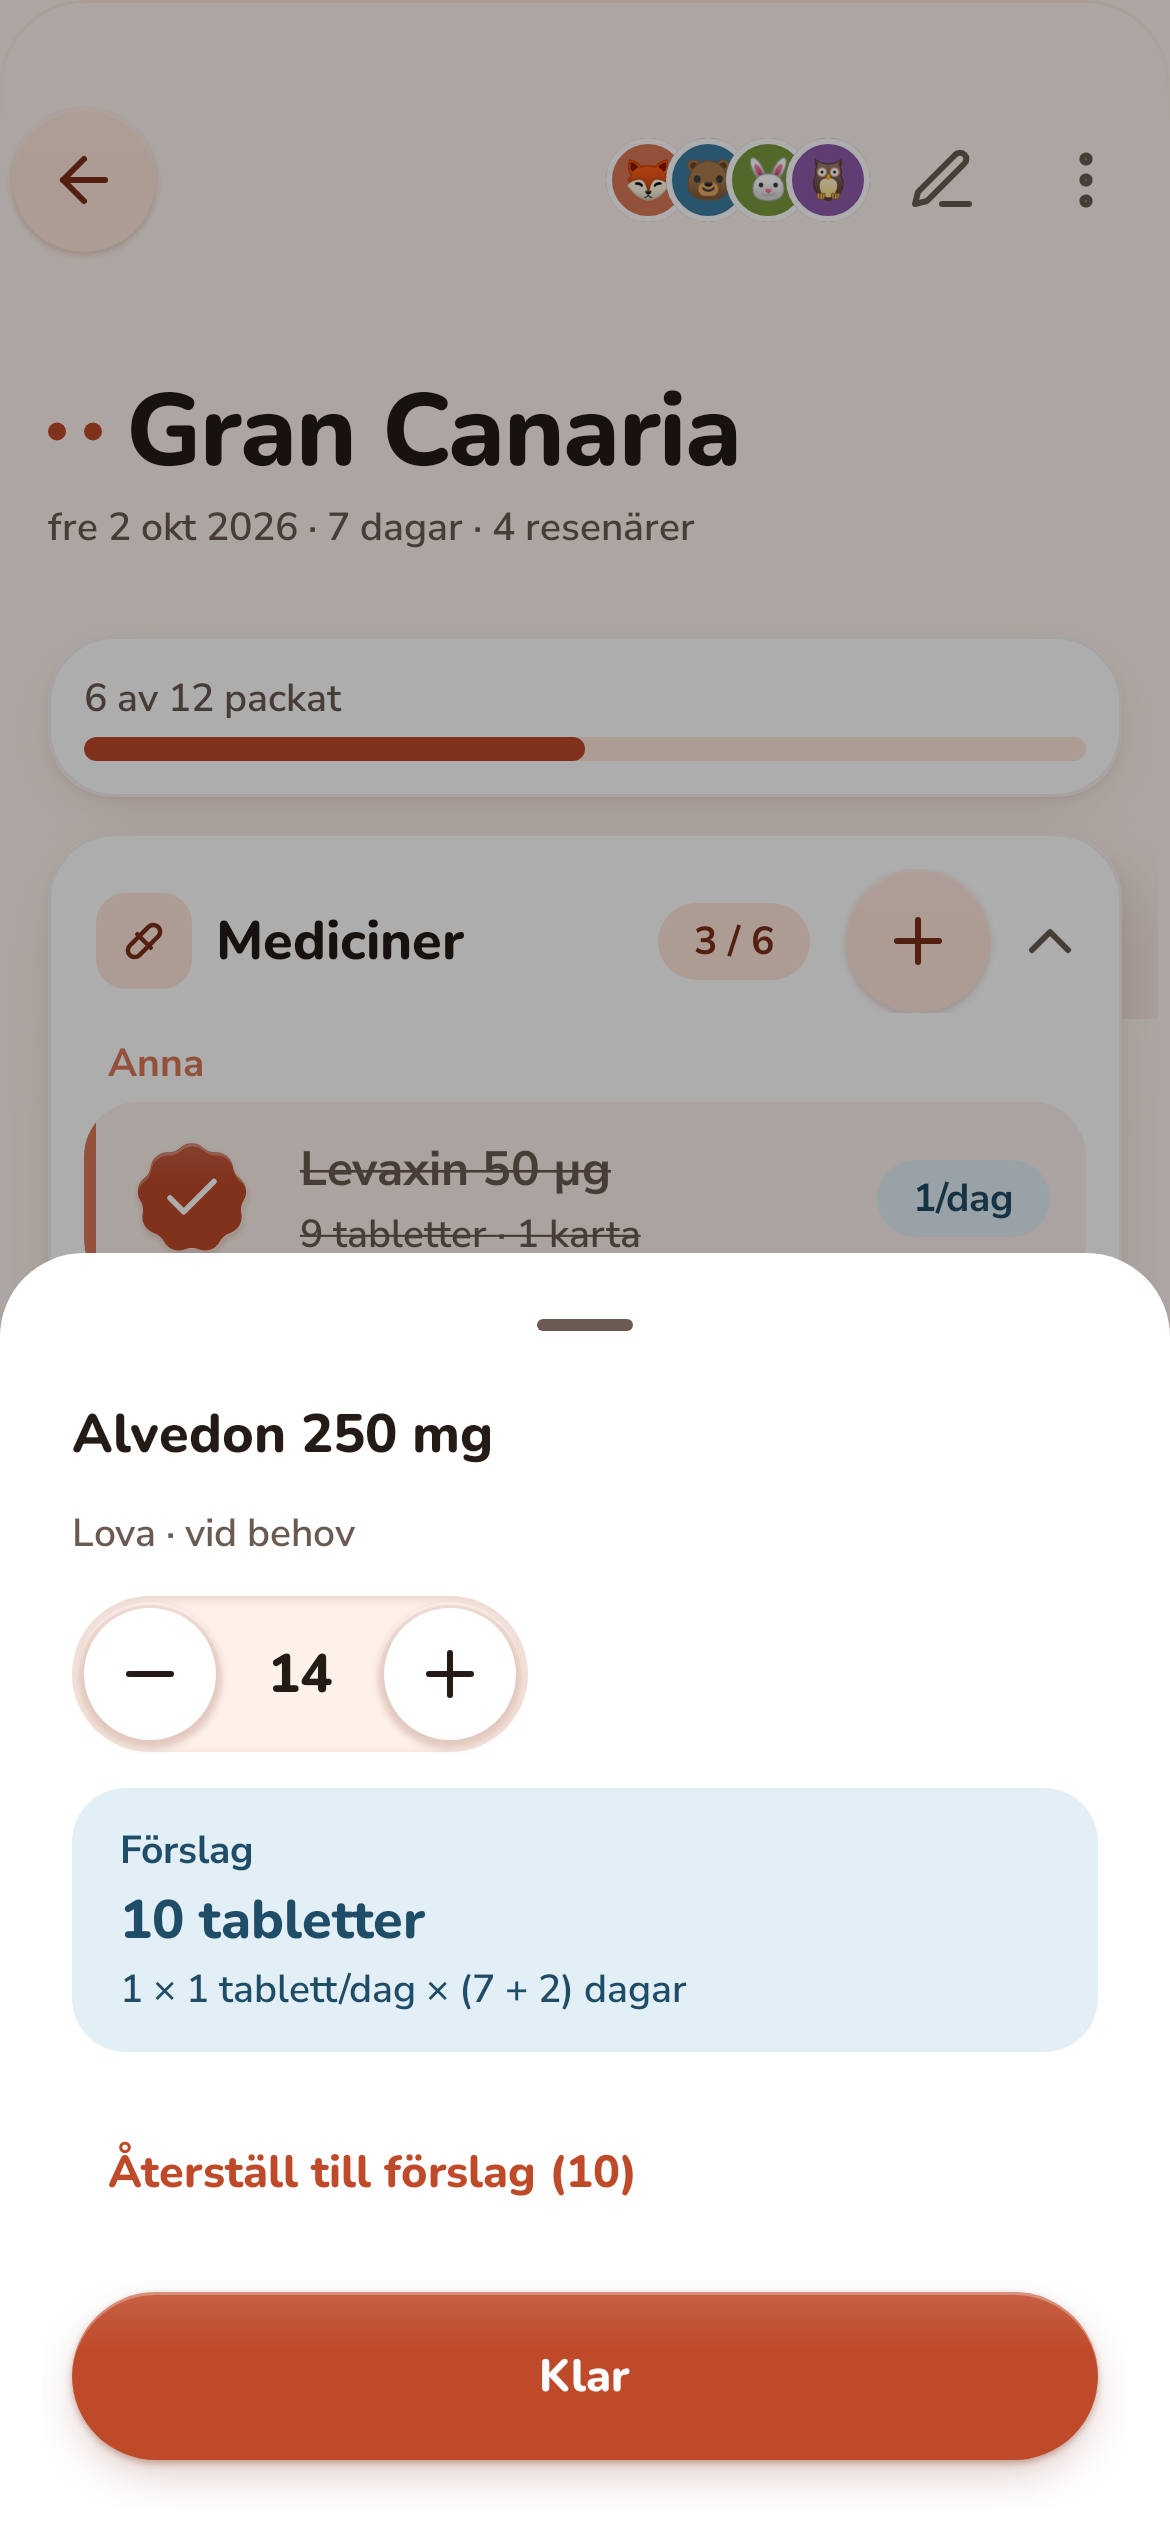 Gran Canaria
fre 2 okt 2026 · 7 dagar · 4 resenärer
6 av 12 packat
Mediciner
3 / 6
Anna
Levaxin 50 µg
9 tabletter · 1 karta
1/dag
Alvedon 250 mg
Lova · vid behov
14
Förslag
10 tabletter
1 × 1 tablett/dag × (7 + 2) dagar
Återställ till förslag (10)
Klar